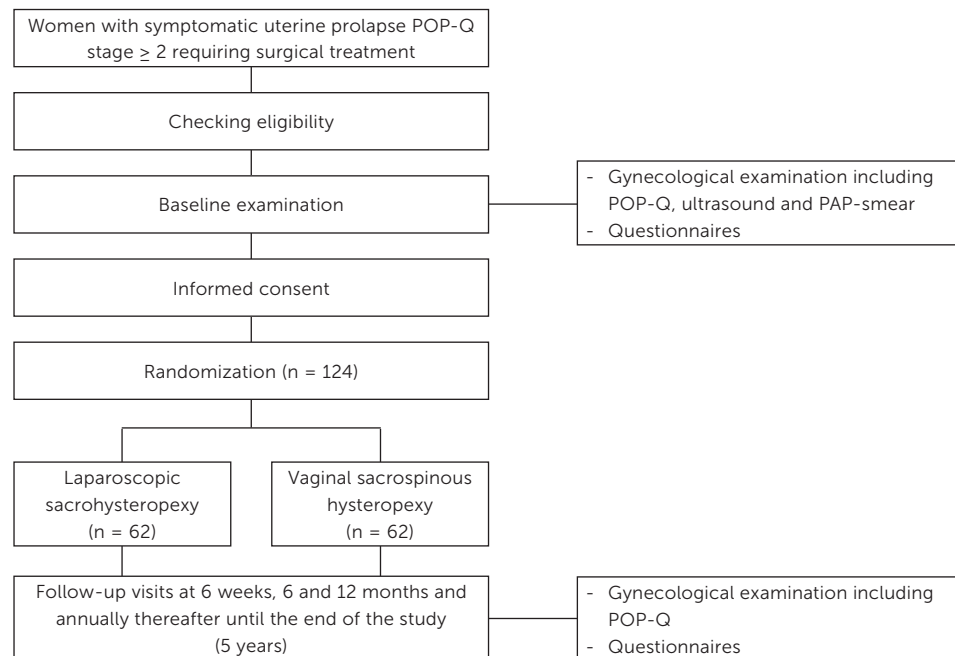 Women with symptomatic uterine prolapse POP-Q
stage ≥ 2 requiring surgical treatment
Checking eligibility
Baseline examination
- Gynecological examination including
POP-Q, ultrasound and PAP-smear
- Questionnaires
Informed consent
Randomization (n = 124)
Laparoscopic
sacrohysteropexy
(n = 62)
Vaginal sacrospinous
hysteropexy
(n = 62)
Follow-up visits at 6 weeks, 6 and 12 months and
annually thereafter until the end of the study
(5 years)
- Gynecological examination including
POP-Q
- Questionnaires